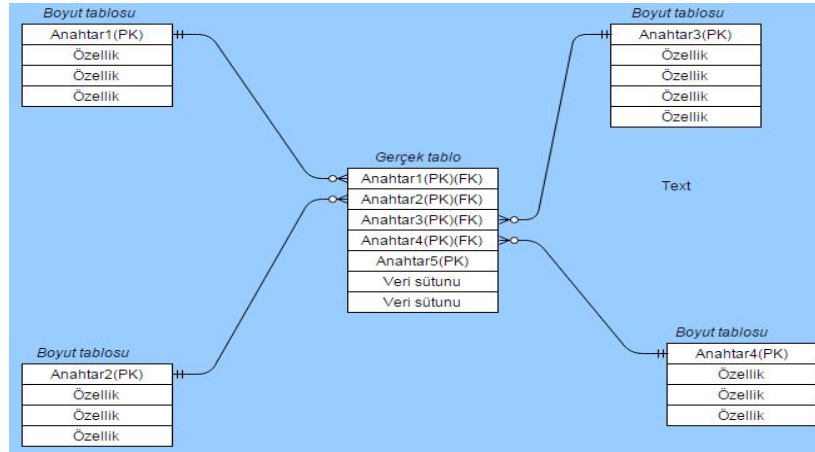 Boyut tablosu
Anahtar1(PK)
Özellik
Özellik
Özellik
Boyut tablosu
Anahtar3(PK)
Özellik
Özellik
Özellik
Özellik
Gerçek tablo
Anahtar1(PK)(FK)
Anahtar2(PK)(FK)
Anahtar3(PK)(FK)
Anahtar4(PK)(FK)
Anahtar5(PK)
Veri sütunu
Veri sütunu
Text
Boyut tablosu
Anahtar2(PK)
Özellik
Özellik
Özellik
Boyut tablosu
Anahtar4(PK)
Özellik
Özellik
Özellik